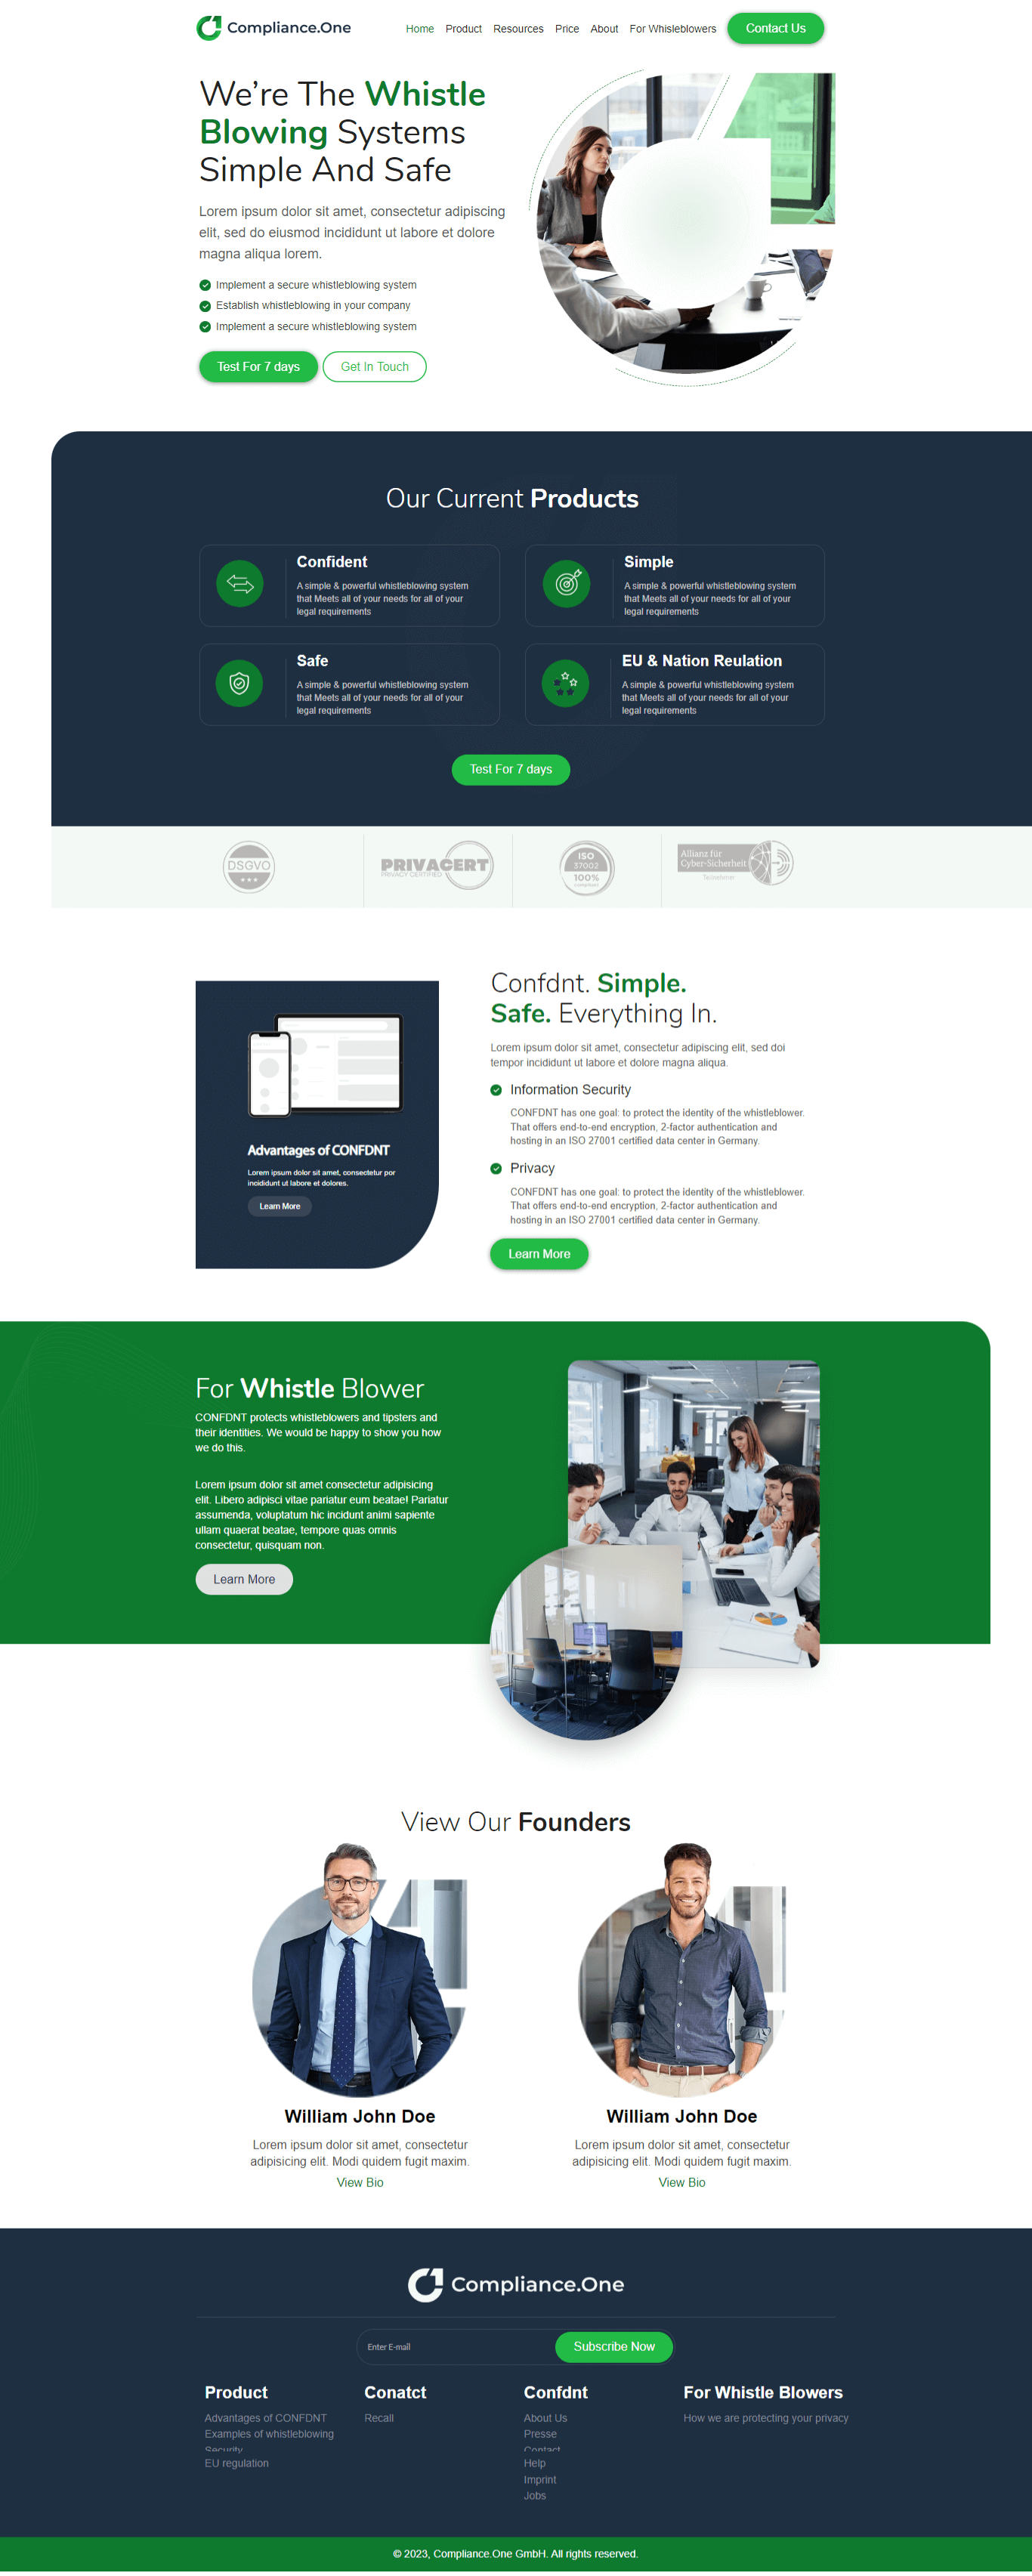 Compliance.One
Home Product Resources Price About For Whisleblowers Contact Us
We're The Whistle
Blowing Systems
Simple And Safe
Lorem ipsum dolor sit amet, consectetur adipiscing
elit, sed do eiusmod incididunt ut labore et dolore
magna aliqua lorem.
Implement a secure whistleblowing system
Establish whistleblowing in your company
Implement a secure whistleblowing system
Test For 7 days Get In Touch
Our Current Products
Confident
A simple & powerful whistleblowing system
that Meets all of your needs for all of your
legal requirements
Simple
A simple & powerful whistleblowing system
that Meets all of your needs for all of your
legal requirements
Safe
A simple & powerful whistleblowing system
that Meets all of your needs for all of your
legal requirements
EU & Nation Reulation
A simple & powerful whistleblowing system
that Meets all of your needs for all of your
legal requirements
Test For 7 days
DSGVO
PRIVACERT
PRIVACY CERTIFIED
ISO
37002
100%
compliant
Allianz für
Cyber-Sicherheit
Teilnehmer
Confdnt. Simple.
Safe. Everything In.
Lorem ipsum dolor sit amet, consectetur adipiscing elit, sed doi
tempor incididunt ut labore et dolore magna aliqua.
Information Security
CONFDNT has one goal: to protect the identity of the whistleblower.
That offers end-to-end encryption, 2-factor authentication and
hosting in an ISO 27001 certified data center in Germany.
Privacy
CONFDNT has one goal: to protect the identity of the whistleblower.
That offers end-to-end encryption, 2-factor authentication and
hosting in an ISO 27001 certified data center in Germany.
Learn More
Advantages of CONFDNT
Lorem ipsum dolor sit amet, consectetur por
incididunt ut labore et dolores.
Learn More
For Whistle Blower
CONFDNT protects whistleblowers and tipsters and
their identities. We would be happy to show you how
we do this.
Lorem ipsum dolor sit amet consectetur adipisicing
elit. Libero adipisci vitae pariatur eum beatae! Pariatur
assumenda, voluptatum hic incidunt animi sapiente
ullam quaerat beatae, tempore quas omnis
consectetur, quisquam non.
Learn More
View Our Founders
William John Doe
Lorem ipsum dolor sit amet, consectetur
adipisicing elit. Modi quidem fugit maxim.
View Bio
William John Doe
Lorem ipsum dolor sit amet, consectetur
adipisicing elit. Modi quidem fugit maxim.
View Bio
Compliance.One
Enter E-mail Subscribe Now
Product
Advantages of CONFDNT
Examples of whistleblowing
Security
EU regulation
Conatct
Recall
Confdnt
About Us
Presse
Contact
Help
Imprint
Jobs
For Whistle Blowers
How we are protecting your privacy
© 2023, Compliance.One GmbH. All rights reserved.